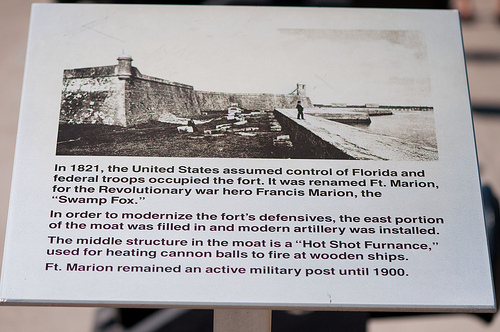 In 1821, the United States assumed control of Florida and
federal troops occupied the fort. It was renamed Ft. Marion,
for the Revolutionary war hero Francis Marion, the
“Swamp Fox.”
In order to modernize the fort's defensives, the east portion
of the moat was filled in and modern artillery was installed.
The middle structure in the moat is a “Hot Shot Furnance,”
used for heating cannon balls to fire at wooden ships.
Ft. Marion remained an active military post until 1900.